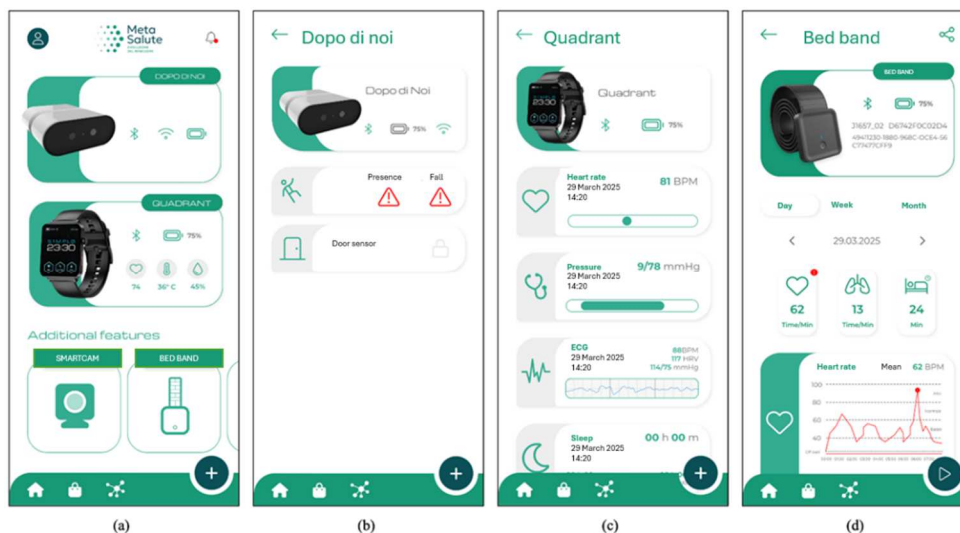 Meta
Salute
DOPO DI NOI
QUADRANT
23:30
75%
74
36° C
45%
Additional features
SMARTCAM
BED BAND
(a)
Dopo di noi
Dopo di Noi
75%
Presence
Fall
Door sensor
(b)
Quadrant
Quadrant
23:30
75%
Heart rate
81 BPM
29 March 2025
14:20
Pressure
9/78 mmHg
29 March 2025
14:20
ECG
88BPM
29 March 2025
117 HRV
14:20
114/75 mmHg
Sleep
00 h 00 m
29 March 2025
14:20
(c)
Bed band
BED BAND
75%
J1657_02 D6742F0C02D4
Day
Week
Month
29.03.2025
62
13
24
Time/Min
Time/Min
Min
Heart rate
Mean
62 BPM
100
80
60
40
(d)